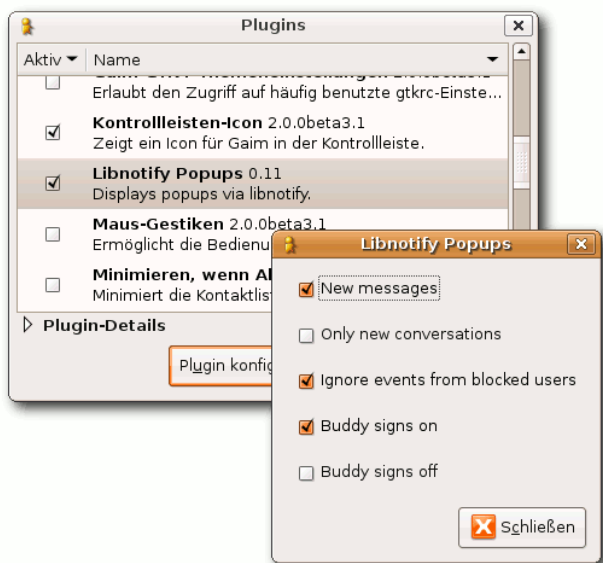 Plugins
Aktiv Name
Erlaubt den Zugriff auf häufig benutzte gtkrc-Einste...
Kontrollleisten-Icon 2.0.0beta3.1
Zeigt ein Icon für Gaim in der Kontrollleiste.
Libnotify Popups 0.11
Displays popups via libnotify.
Maus-Gestiken 2.0.0beta3.1
Ermöglicht die Bedienu
Minimieren, wenn A
Minimiert die Kontaktlis
Plugin-Details
Plugin konfig
Libnotify Popups
New messages
Only new conversations
Ignore events from blocked users
Buddy signs on
Buddy signs off
Schließen